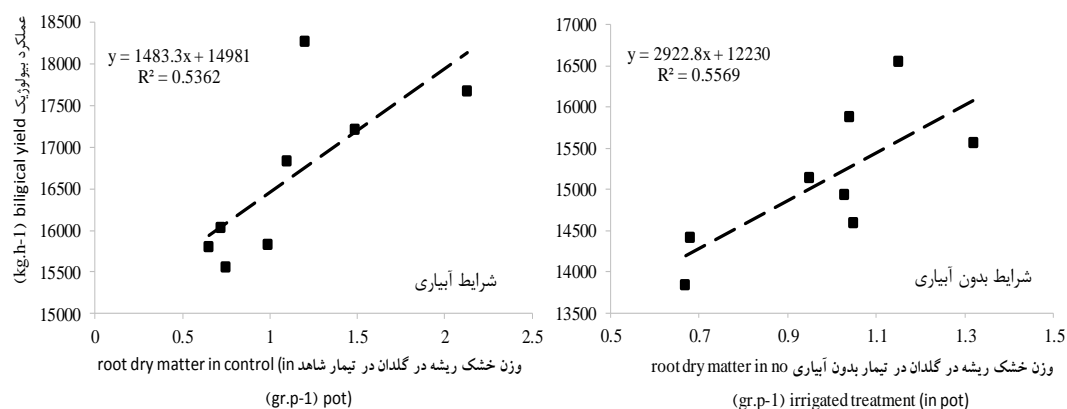 عملکرد بیولوژیک biligical yield (kg.h-1)
18500
18000
17500
17000
16500
16000
15500
15000
y = 1483.3x + 14981
R² = 0.5362
شرایط آبیاری
0
0.5
1
1.5
2
2.5
وزن خشک ریشه در گلدان در تیمار شاهد root dry matter in control (in
(gr.p-1) pot)
17000
16500
16000
15500
15000
14500
14000
13500
y = 2922.8x + 12230
R² = 0.5569
شرایط بدون آبیاری
0.5
0.7
0.9
1.1
1.3
1.5
وزن خشک ریشه در گلدان در تیمار بدون آبیاری root dry matter in no
(gr.p-1) irrigated treatment (in pot)